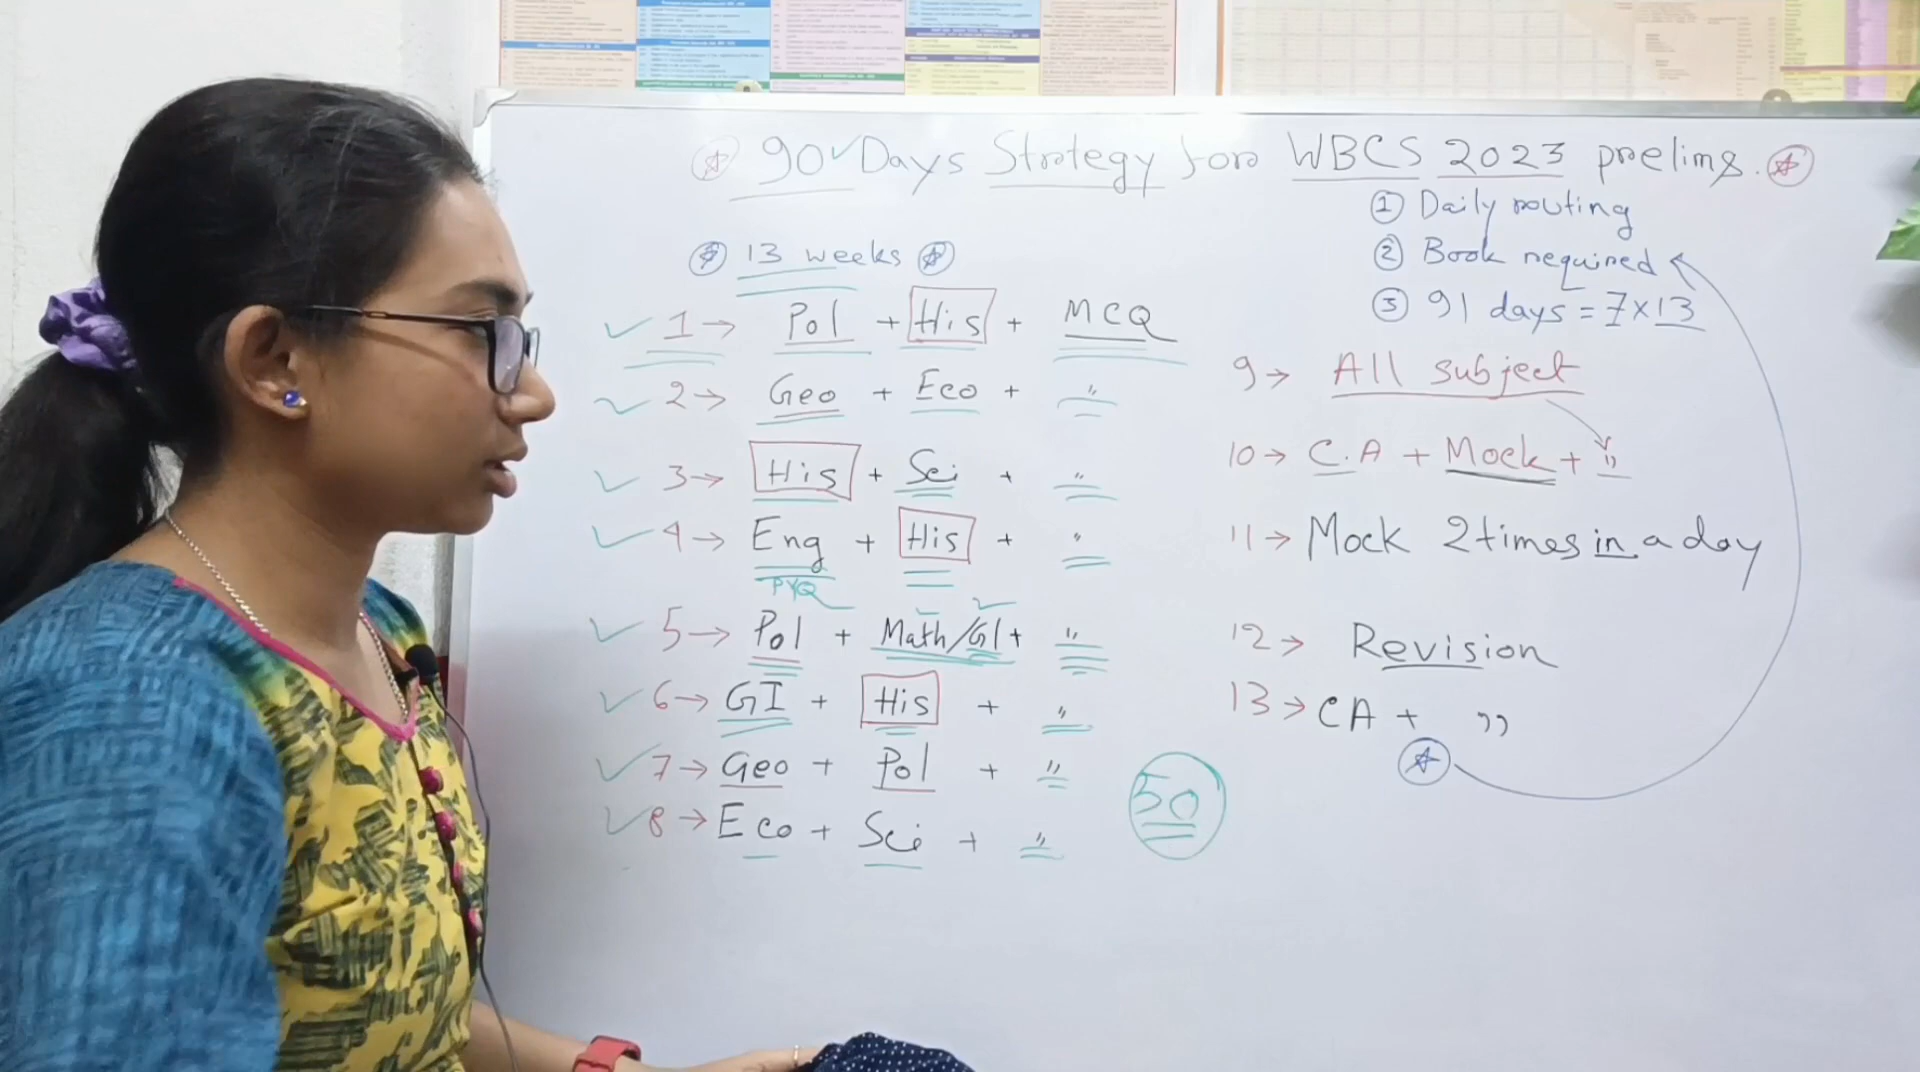 90 Days Strategy for WBCS 2023 prelims.
① Daily routing
② Book required
③ 91 days = 7×13
13 weeks
1→ Pol + His + MCQ
2→ Geo + Eco + "
3→ His + Sci + "
4→ Eng + His + "
PYQ
5→ Pol + Math/GI + "
6→ GI + His + "
7→ Geo + Pol + "
8→ Eco + Sci + "
50
9→ All subject
10→ C.A + Mock + "
11→ Mock 2times in a day
12→ Revision
13→ CA + "